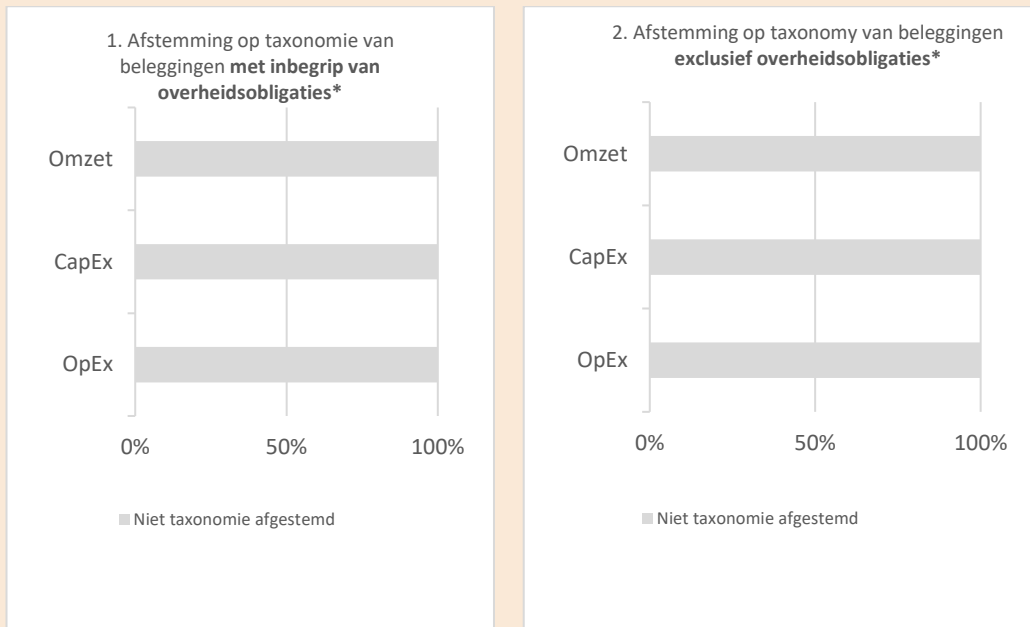 1. Afstemming op taxonomie van
beleggingen met inbegrip van
overheidsobligaties*
Omzet
CapEx
OpEx
0%
50%
100%
Niet taxonomie afgestemd
2. Afstemming op taxonomy van beleggingen
exclusief overheidsobligaties*
Omzet
CapEx
OpEx
0%
50%
100%
Niet taxonomie afgestemd